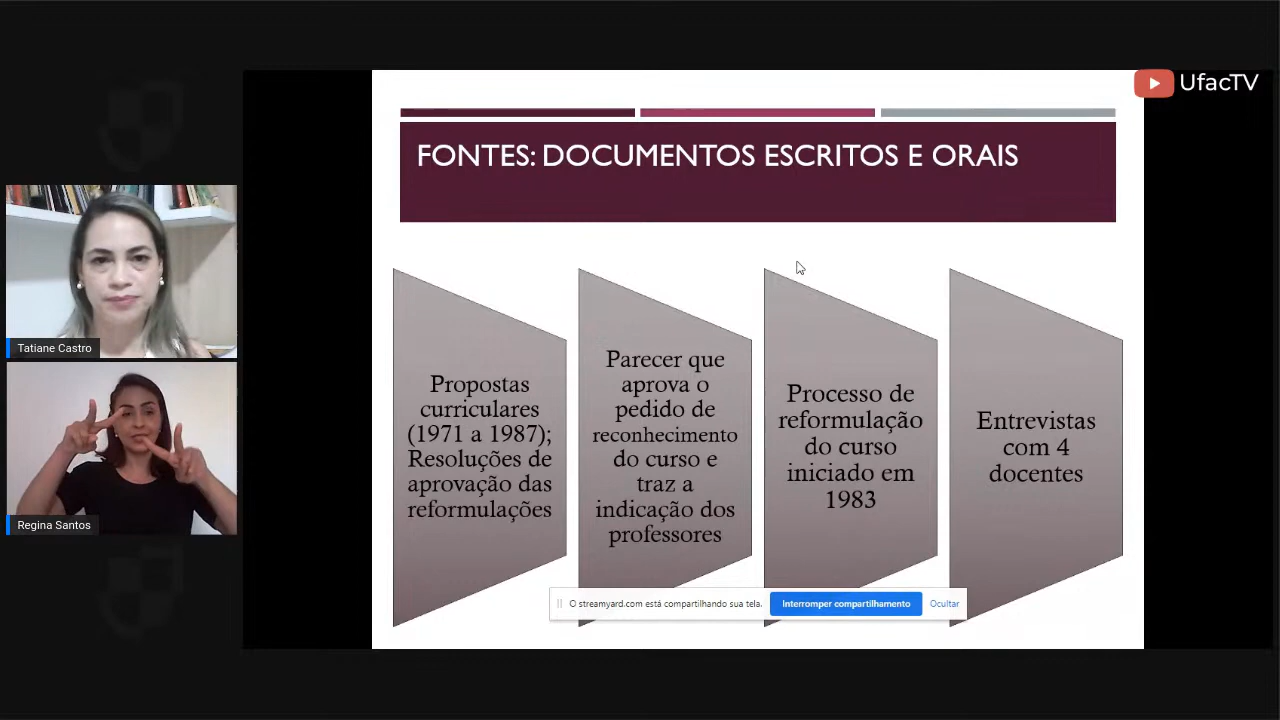 UfacTV
FONTES: DOCUMENTOS ESCRITOS E ORAIS
Tatiane Castro
Regina Santos
Propostas
curriculares
(1971 a 1987);
Resoluções de
aprovação das
reformulações
Parecer que
aprova o
pedido de
reconhecimento
do curso e
traz a
indicação dos
professores
Processo de
reformulação
do curso
iniciado em
1983
Entrevistas
com 4
docentes
O streamyard.com está compartilhando sua tela.
Interromper compartilhamento
Ocultar